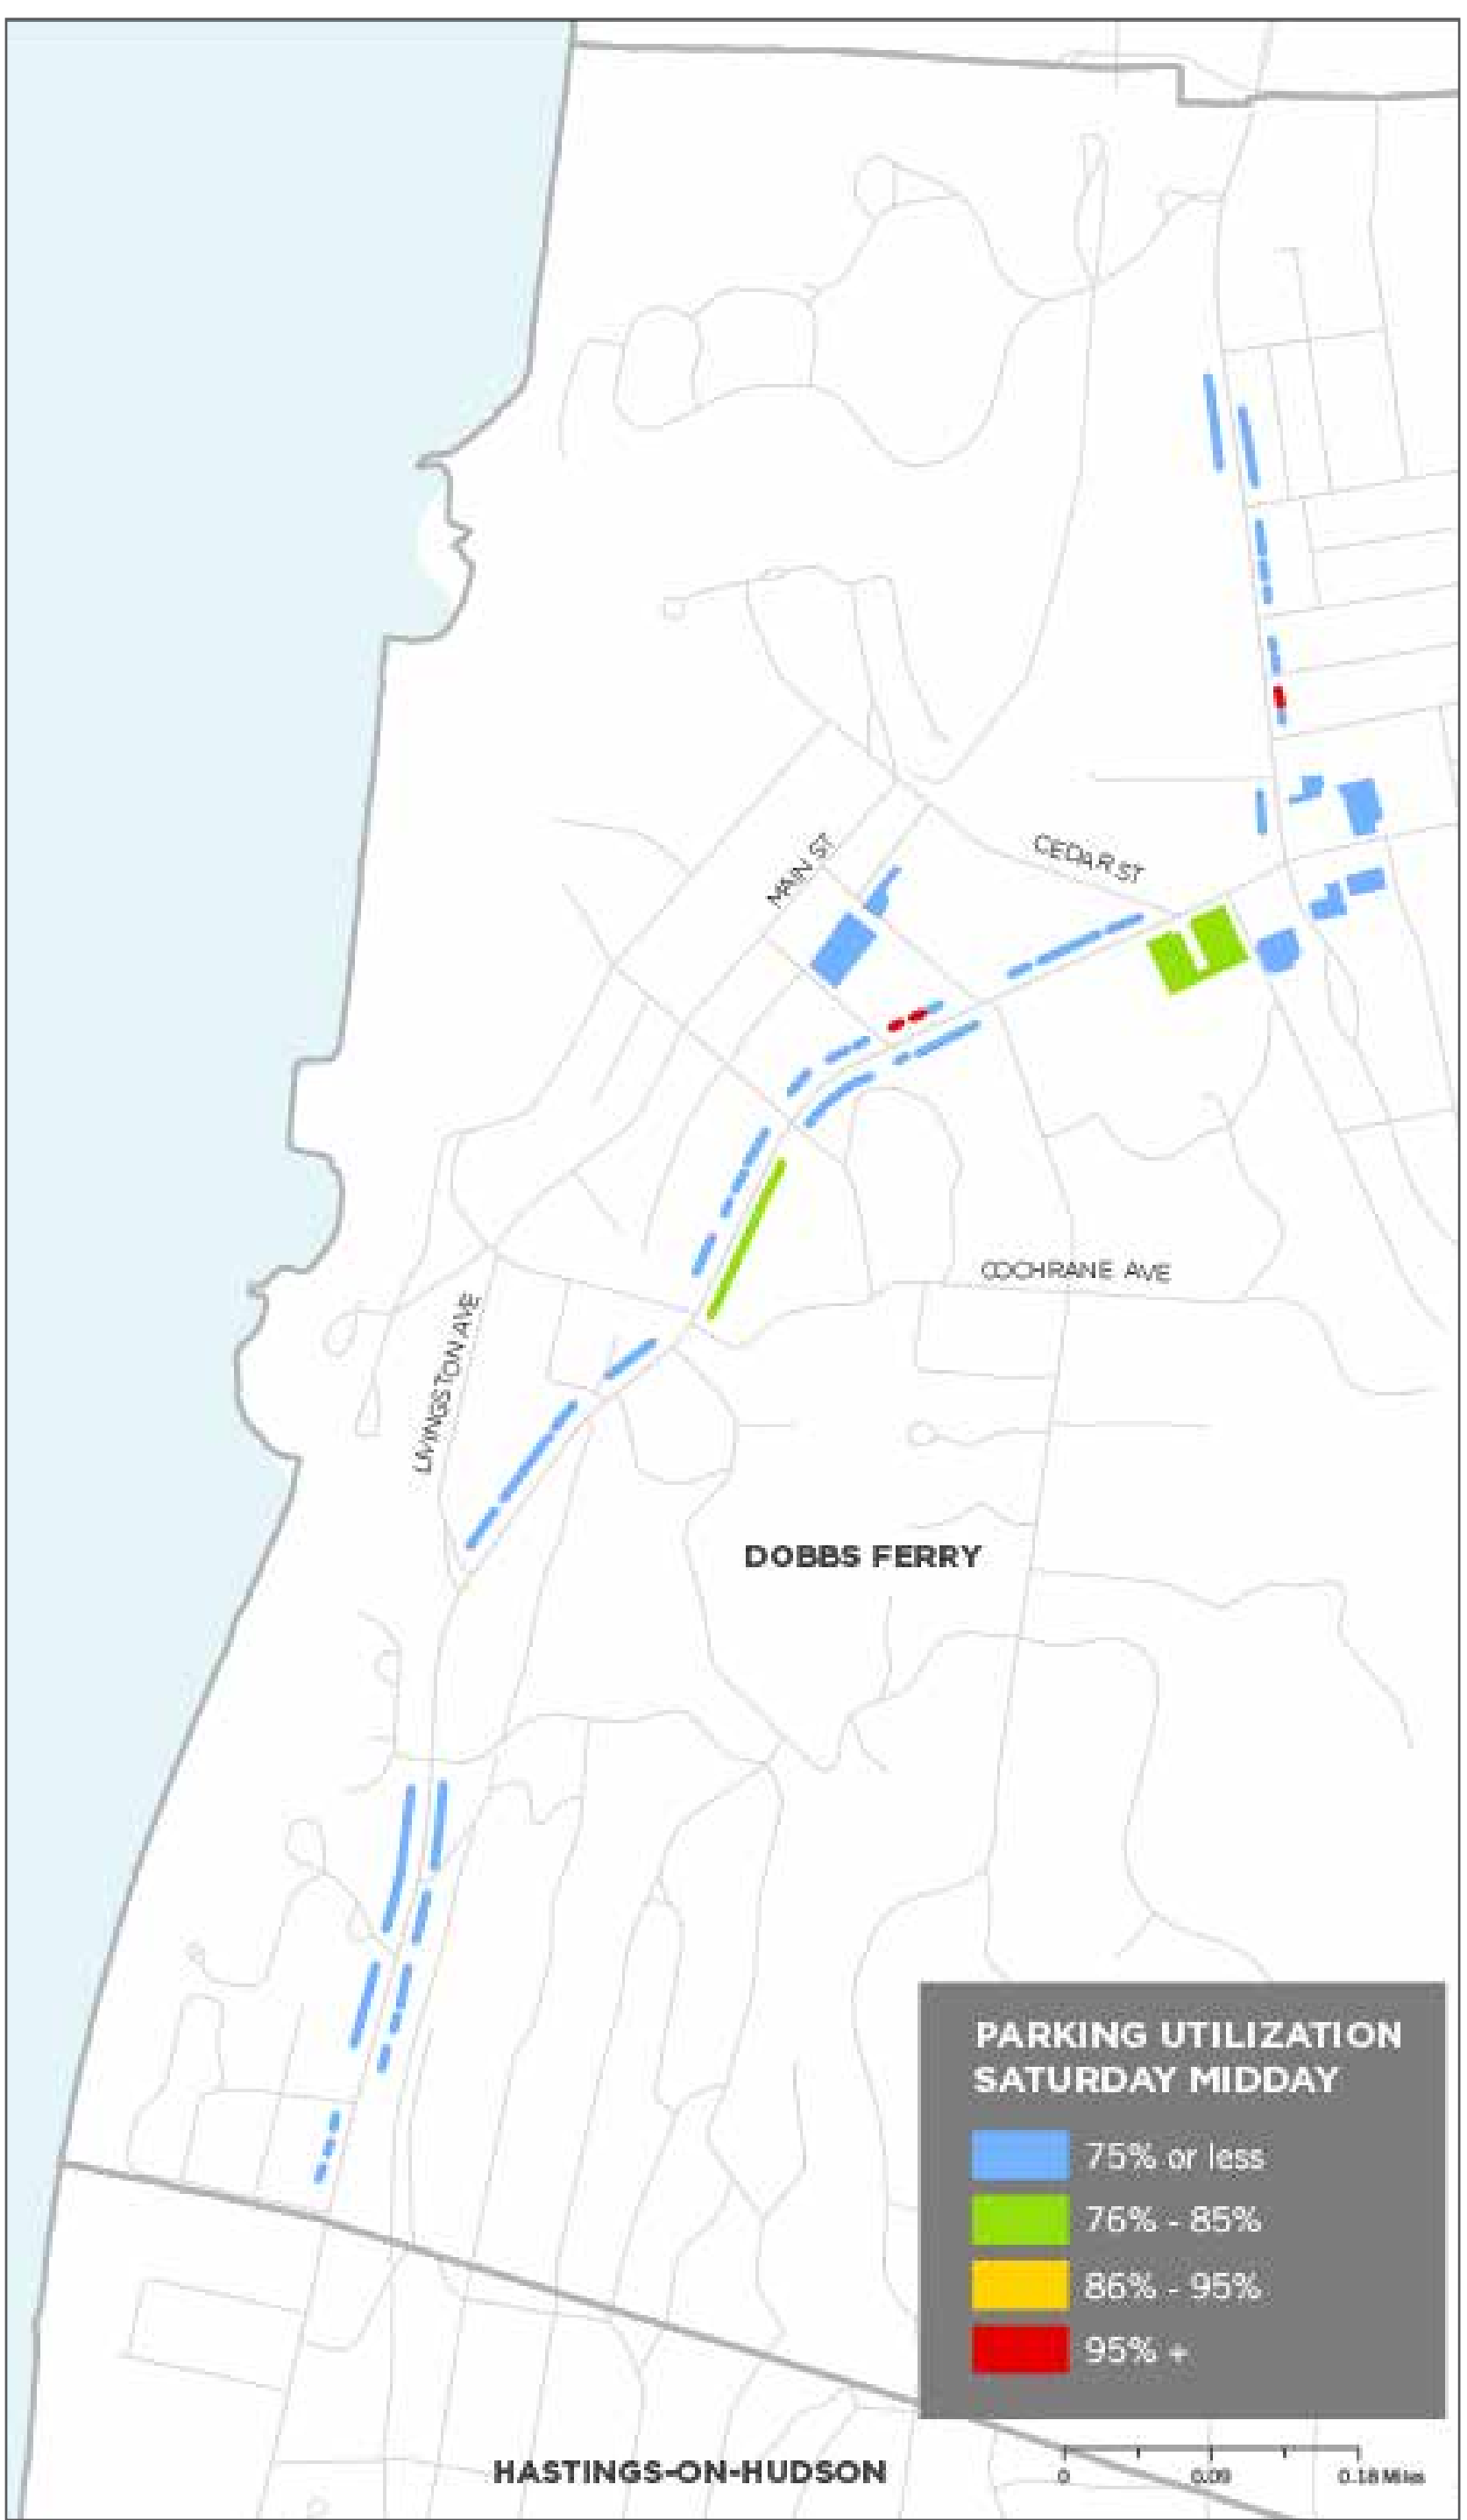 MAIN ST
CEDAR ST
COCHRANE AVE
LIVINGSTON AVE
DOBBS FERRY
PARKING UTILIZATION
SATURDAY MIDDAY
75% or less
76% - 85%
86% - 95%
95% +
HASTINGS-ON-HUDSON
0 0.09 0.18 Miles